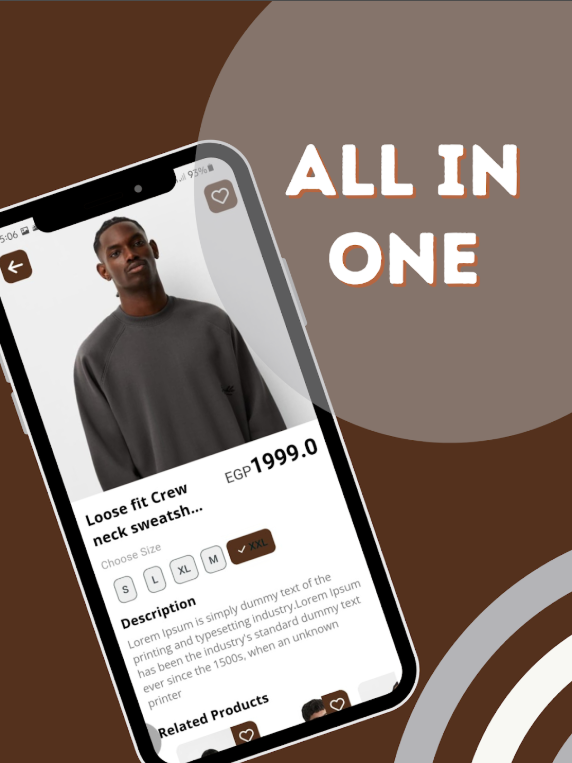 ALL IN
ONE
5:06
93%
EGP1999.0
Loose fit Crew
neck sweatsh...
Choose Size
S L XL M XXL
Description
Lorem Ipsum is simply dummy text of the
printing and typesetting industry.Lorem Ipsum
has been the industry's standard dummy text
ever since the 1500s, when an unknown
printer
Related Products